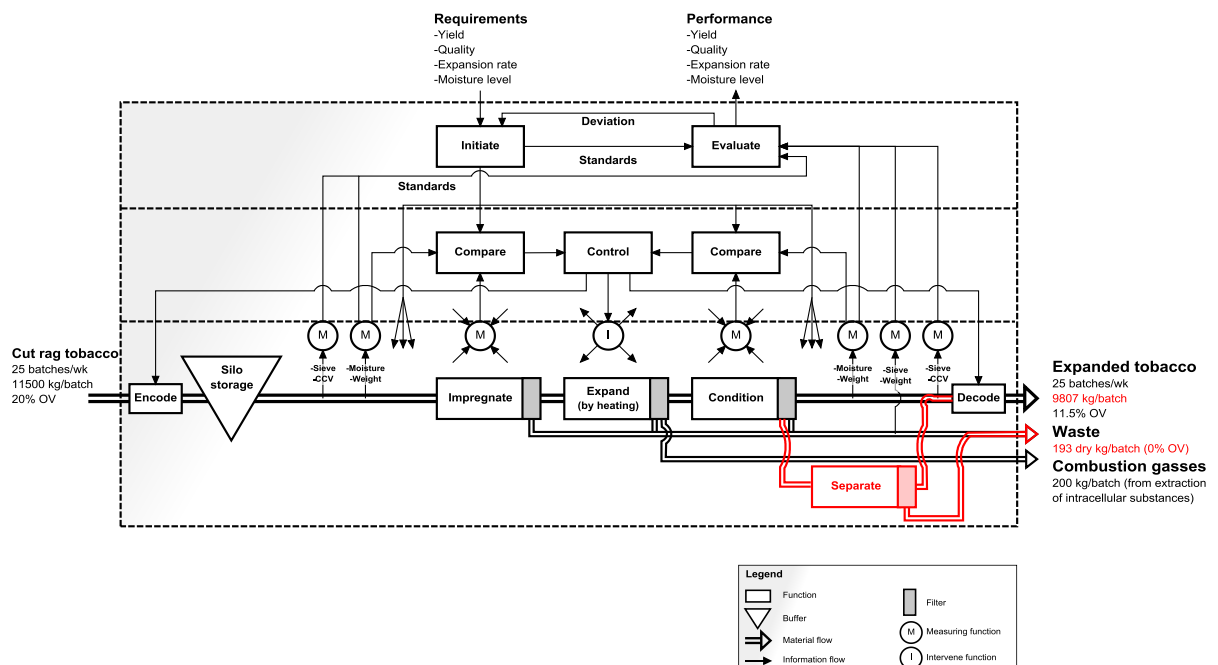 Requirements
-Yield
-Quality
-Expansion rate
-Moisture level
Performance
-Yield
-Quality
-Expansion rate
-Moisture level
Deviation
Initiate
Evaluate
Standards
Standards
Compare
Control
Compare
M
M
M
I
M
M
M
M
Cut rag tobacco
25 batches/wk
11500 kg/batch
20% OV
Silo
storage
-Sieve
-CCV
-Moisture
-Weight
-Moisture
-Weight
-Sieve
-Weight
-Sieve
-CCV
Encode
Impregnate
Expand
(by heating)
Condition
Decode
Expanded tobacco
25 batches/wk
9807 kg/batch
11.5% OV
Waste
193 dry kg/batch (0% OV)
Combustion gasses
200 kg/batch (from extraction
of intracellular substances)
Separate
Legend
Function
Buffer
Material flow
Information flow
Filter
M
Measuring function
I
Intervene function